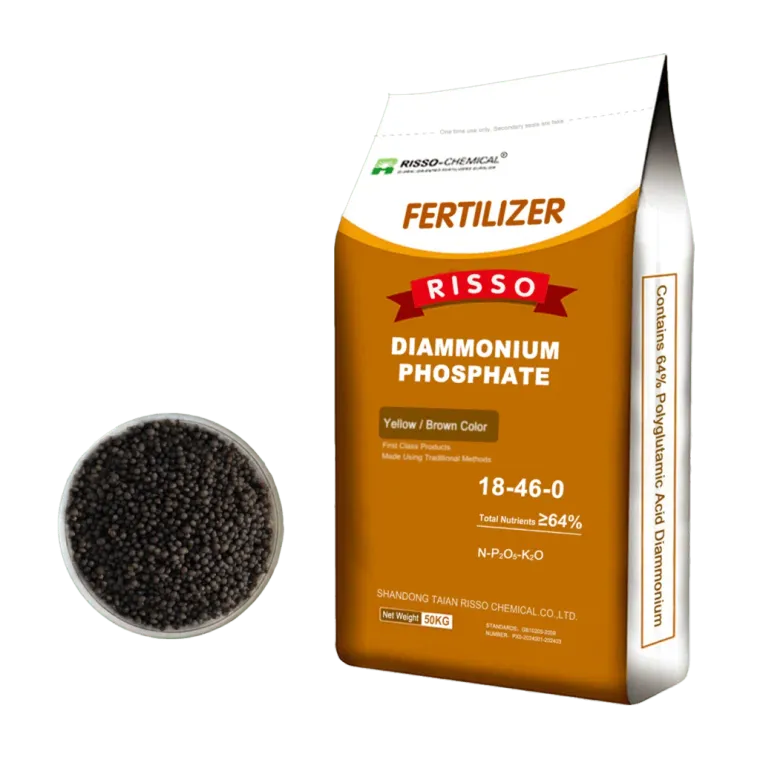 One time use only, Secondary seals are fake
RISSO-CHEMICAL®
FERTILIZER
RISSO
DIAMMONIUM
PHOSPHATE
Yellow / Brown Color
First Class Products
Made Using Traditional Methods
18-46-0
Total Nutrients ≥64%
N-P₂O₅-K₂O
SHANDONG TAIAN RISSO CHEMICAL.CO.,LTD.
Net Weight 50KG
STANDARDS:
NUMBER:
Contains 64% Polyglutamic Acid Diammonium